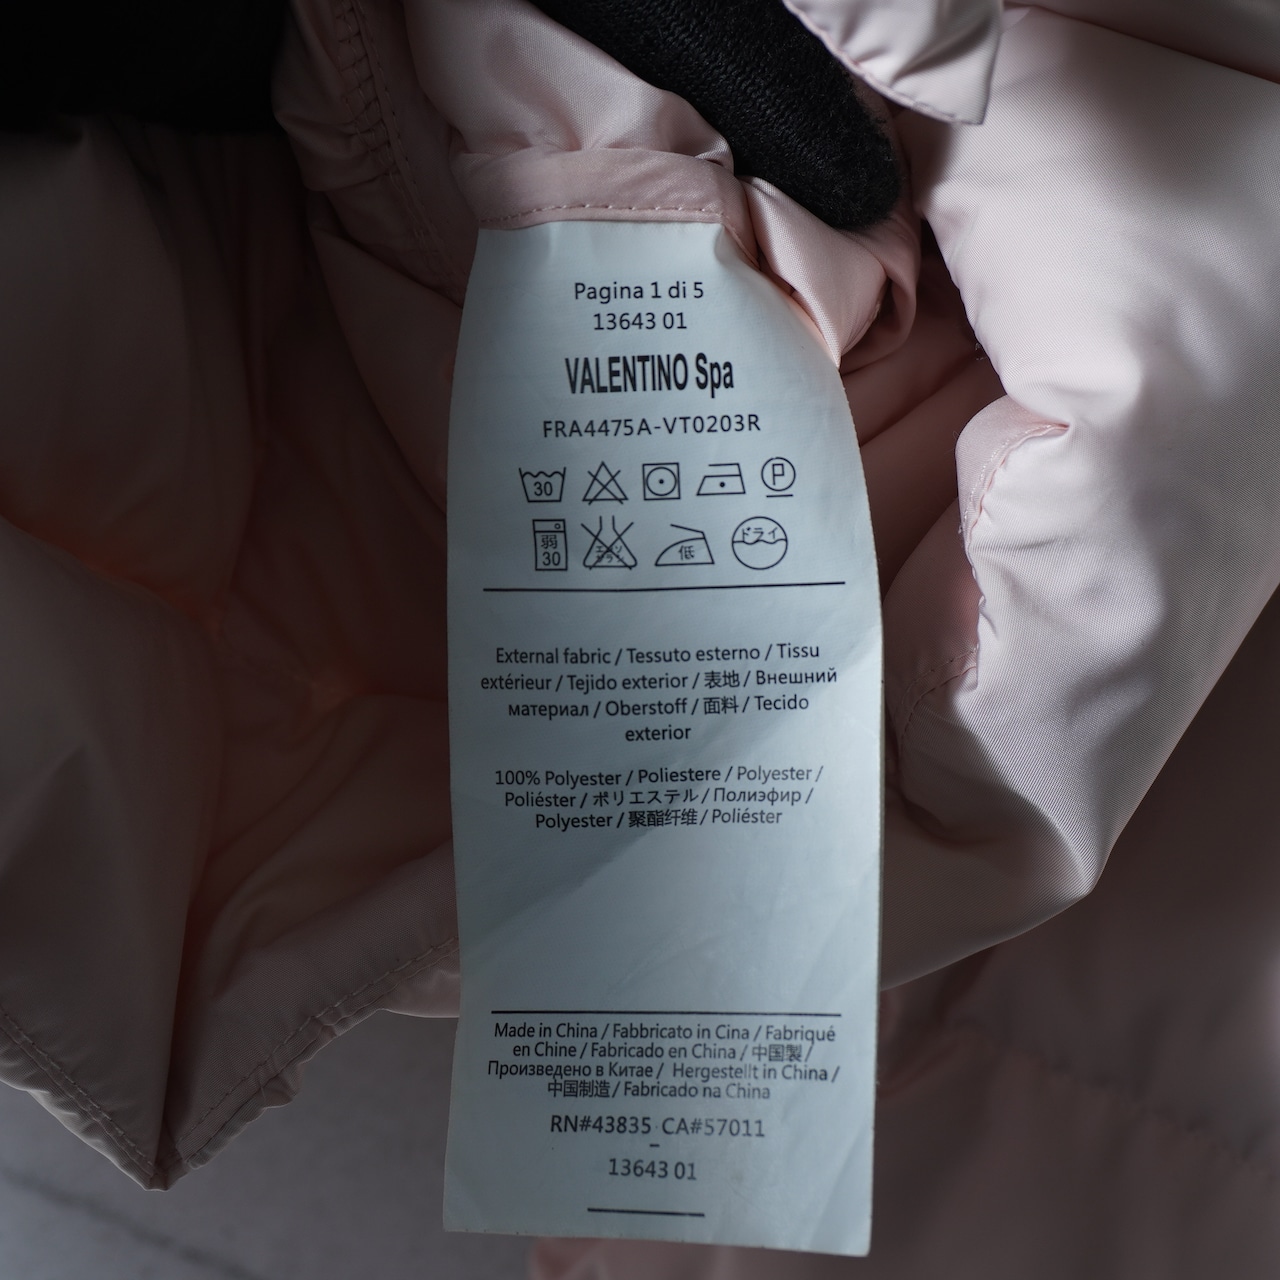 Pagina 1 di 5
13643 01
VALENTINO Spa
FRA4475A-VT0203R
30
P
弱
30
低
ドライ
External fabric / Tessuto esterno / Tissu
extérieur / Tejido exterior / 表地 / Внешний
материал / Oberstoff / 面料 / Tecido
exterior
100% Polyester / Poliestere / Polyester /
Poliéster / ポリエステル / Полиэфир /
Polyester / 聚酯纤维 / Poliéster
Made in China / Fabbricato in Cina / Fabriqué
en Chine / Fabricado en China / 中国製 /
Произведено в Китае / Hergestellt in China /
中国制造 / Fabricado na China
RN#43835 CA#57011
–
13643 01